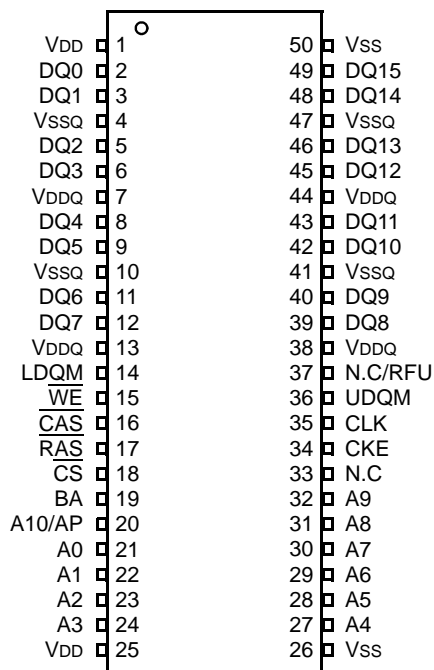 VDD 1 50 VSS
DQ0 2 49 DQ15
DQ1 3 48 DQ14
VSSQ 4 47 VSSQ
DQ2 5 46 DQ13
DQ3 6 45 DQ12
VDDQ 7 44 VDDQ
DQ4 8 43 DQ11
DQ5 9 42 DQ10
VSSQ 10 41 VSSQ
DQ6 11 40 DQ9
DQ7 12 39 DQ8
VDDQ 13 38 VDDQ
LDQM 14 37 N.C/RFU
W̅E̅ 15 36 UDQM
C̅A̅S̅ 16 35 CLK
R̅A̅S̅ 17 34 CKE
C̅S̅ 18 33 N.C
BA 19 32 A9
A10/AP 20 31 A8
A0 21 30 A7
A1 22 29 A6
A2 23 28 A5
A3 24 27 A4
VDD 25 26 VSS